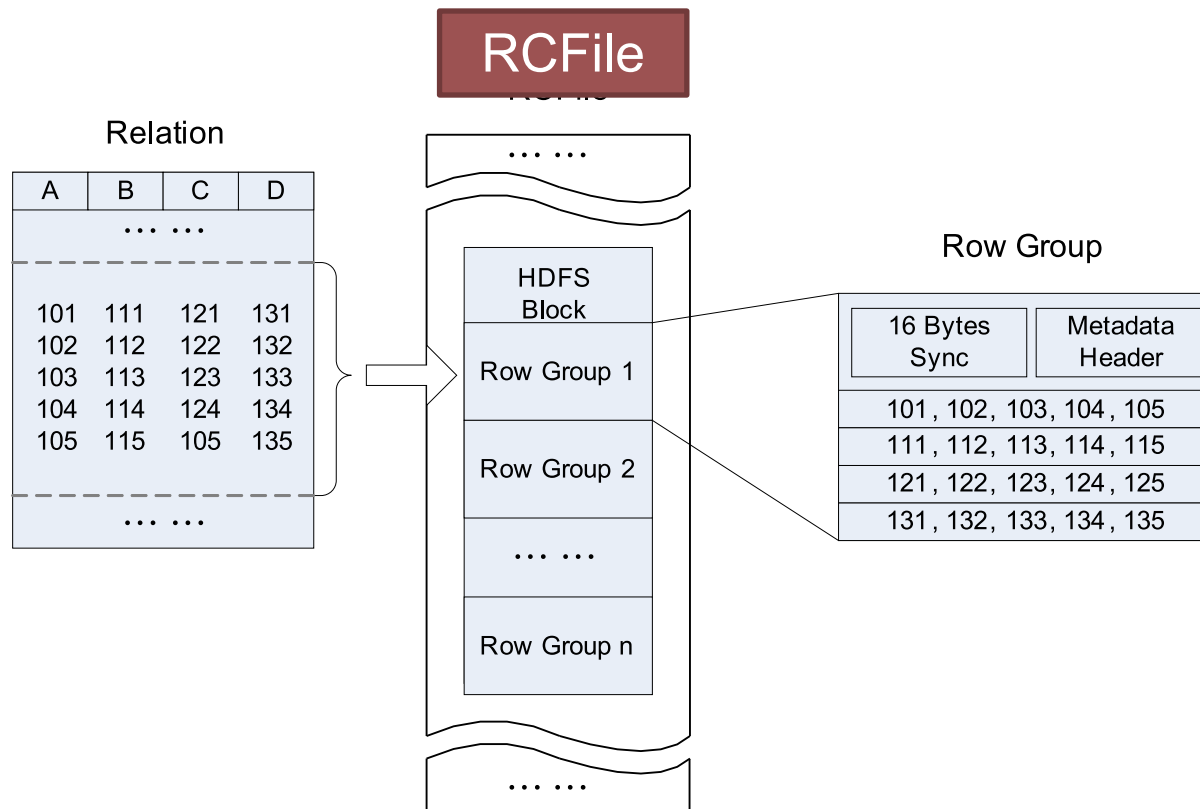 RCFile
RCFile
Relation
A B C D
... ...
101 111 121 131
102 112 122 132
103 113 123 133
104 114 124 134
105 115 105 135
... ...
... ...
HDFS
Block
Row Group 1
Row Group 2
... ...
Row Group n
... ...
Row Group
16 Bytes
Sync
Metadata
Header
101, 102, 103, 104, 105
111, 112, 113, 114, 115
121, 122, 123, 124, 125
131, 132, 133, 134, 135